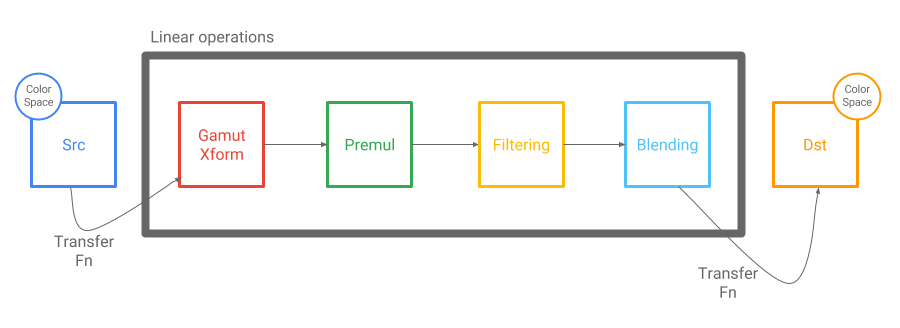 Linear operations
Color
Space
Src
Gamut
Xform
Premul
Filtering
Blending
Color
Space
Dst
Transfer
Fn
Transfer
Fn